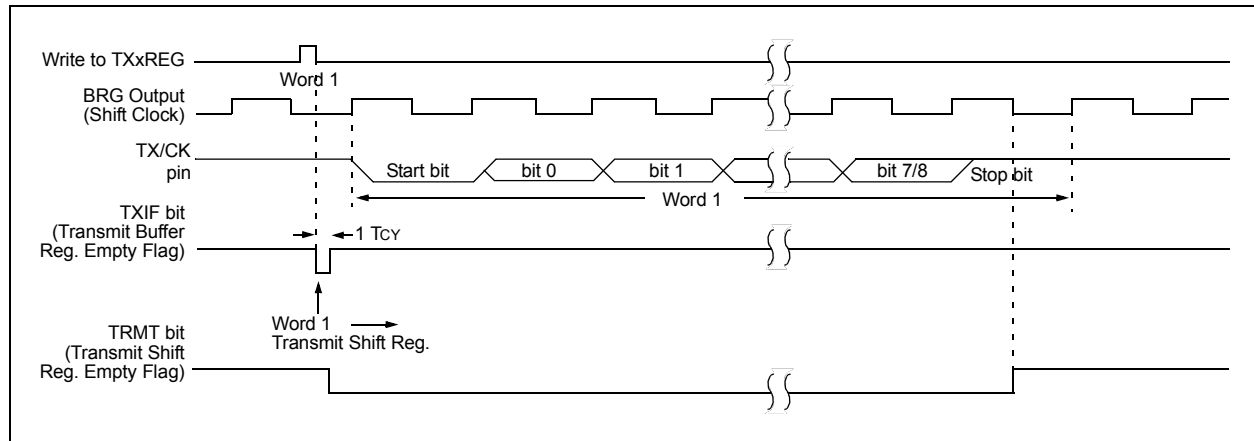 Write to TXxREG
Word 1
BRG Output
(Shift Clock)
TX/CK
pin
Start bit
bit 0
bit 1
bit 7/8
Stop bit
Word 1
TXIF bit
(Transmit Buffer
Reg. Empty Flag)
1 TCY
Word 1
Transmit Shift Reg.
TRMT bit
(Transmit Shift
Reg. Empty Flag)